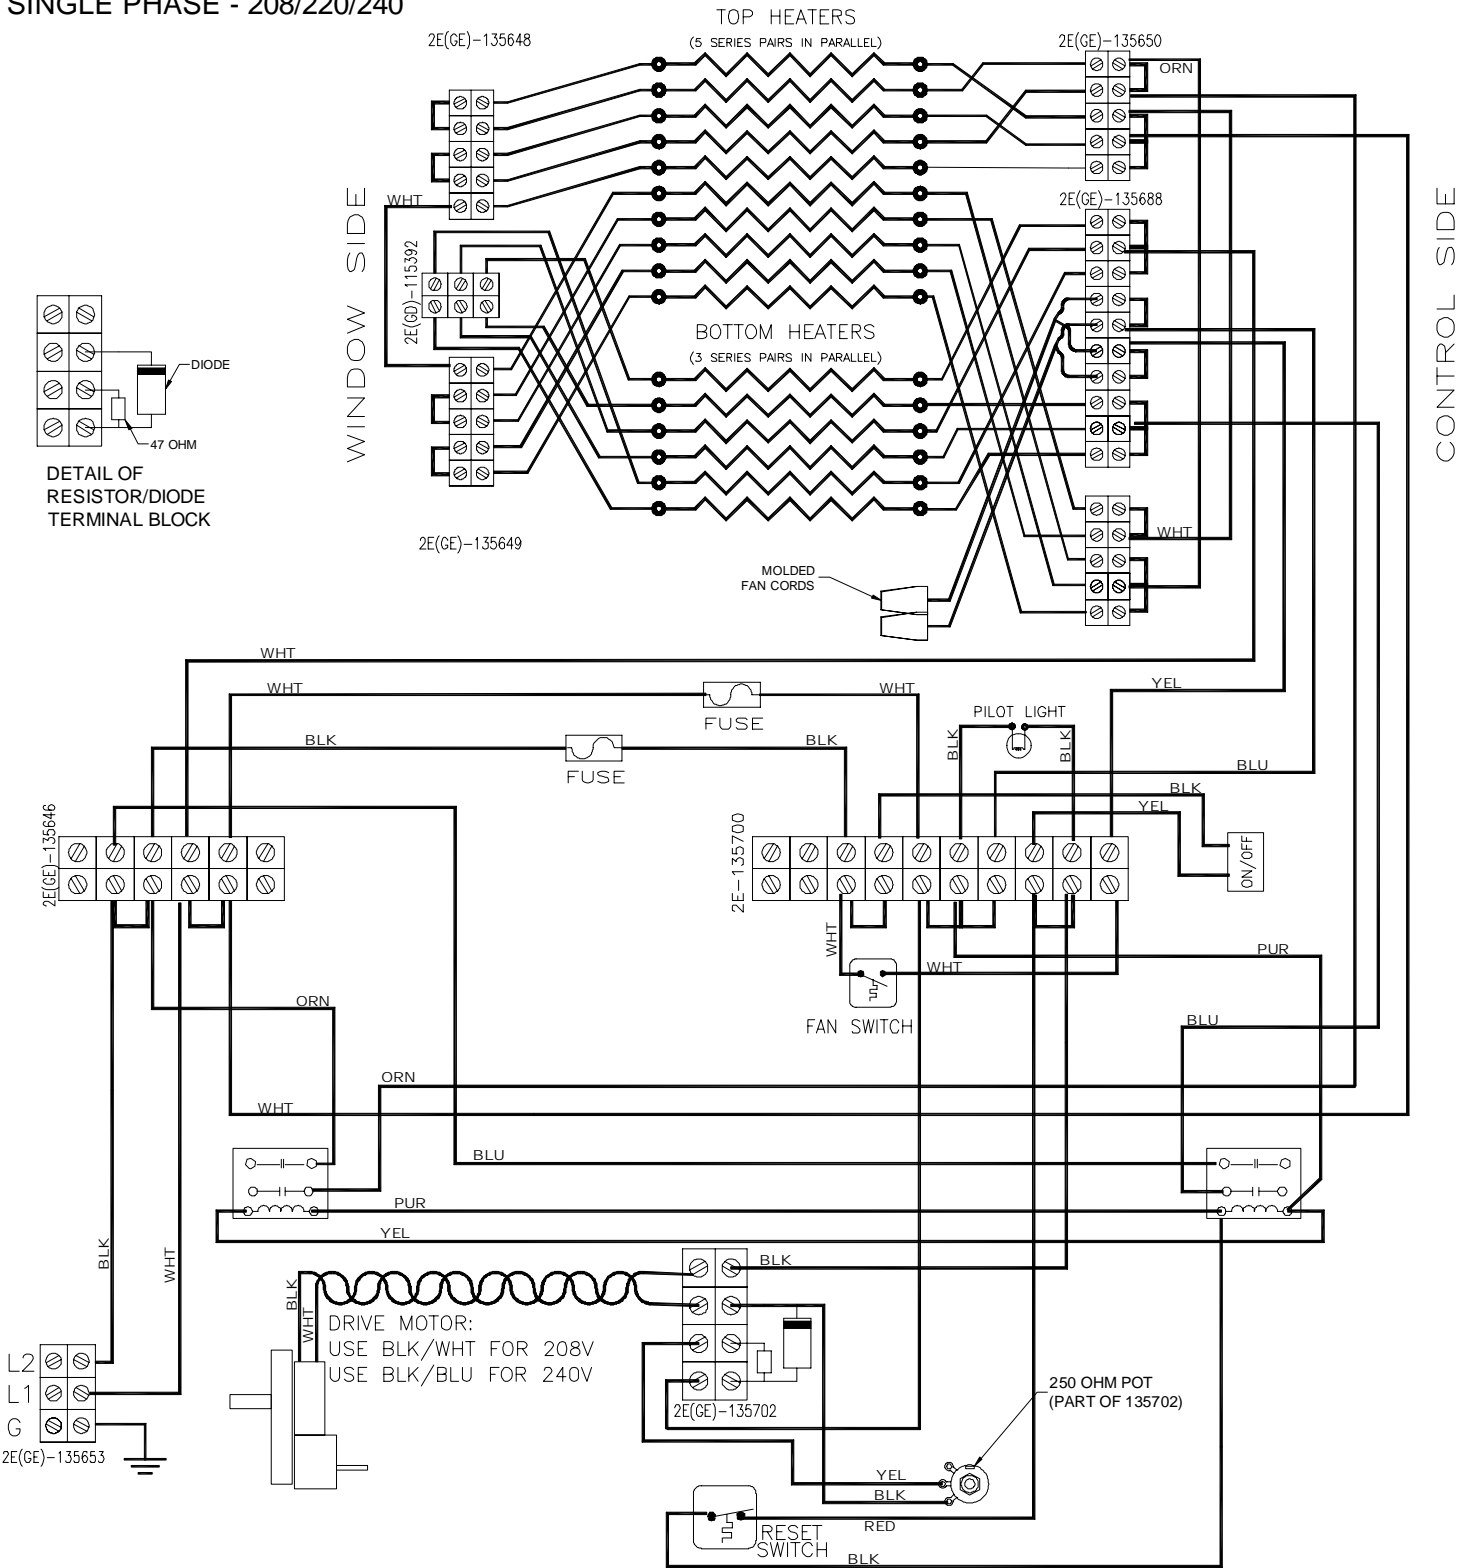 SINGLE PHASE - 208/220/240
TOP HEATERS
(5 SERIES PAIRS IN PARALLEL)
2E(GE)-135648
2E(GE)-135650
ORN
WHT
2E(GE)-135688
WINDOW SIDE
CONTROL SIDE
2E(GD)-115392
BOTTOM HEATERS
(3 SERIES PAIRS IN PARALLEL)
DIODE
47 OHM
DETAIL OF
RESISTOR/DIODE
TERMINAL BLOCK
2E(GE)-135649
WHT
MOLDED
FAN CORDS
WHT
WHT
WHT
FUSE
YEL
PILOT LIGHT
BLK
BLK
BLK
BLK
FUSE
BLU
BLK
YEL
2E(GE)-135646
2E-135700
ON/OFF
WHT
WHT
FAN SWITCH
PUR
ORN
BLU
ORN
WHT
BLU
PUR
YEL
BLK
WHT
BLK
BLK
WHT
DRIVE MOTOR:
USE BLK/WHT FOR 208V
USE BLK/BLU FOR 240V
L2
L1
G
2E(GE)-135653
2E(GE)-135702
250 OHM POT
(PART OF 135702)
YEL
BLK
RED
RESET
SWITCH
BLK